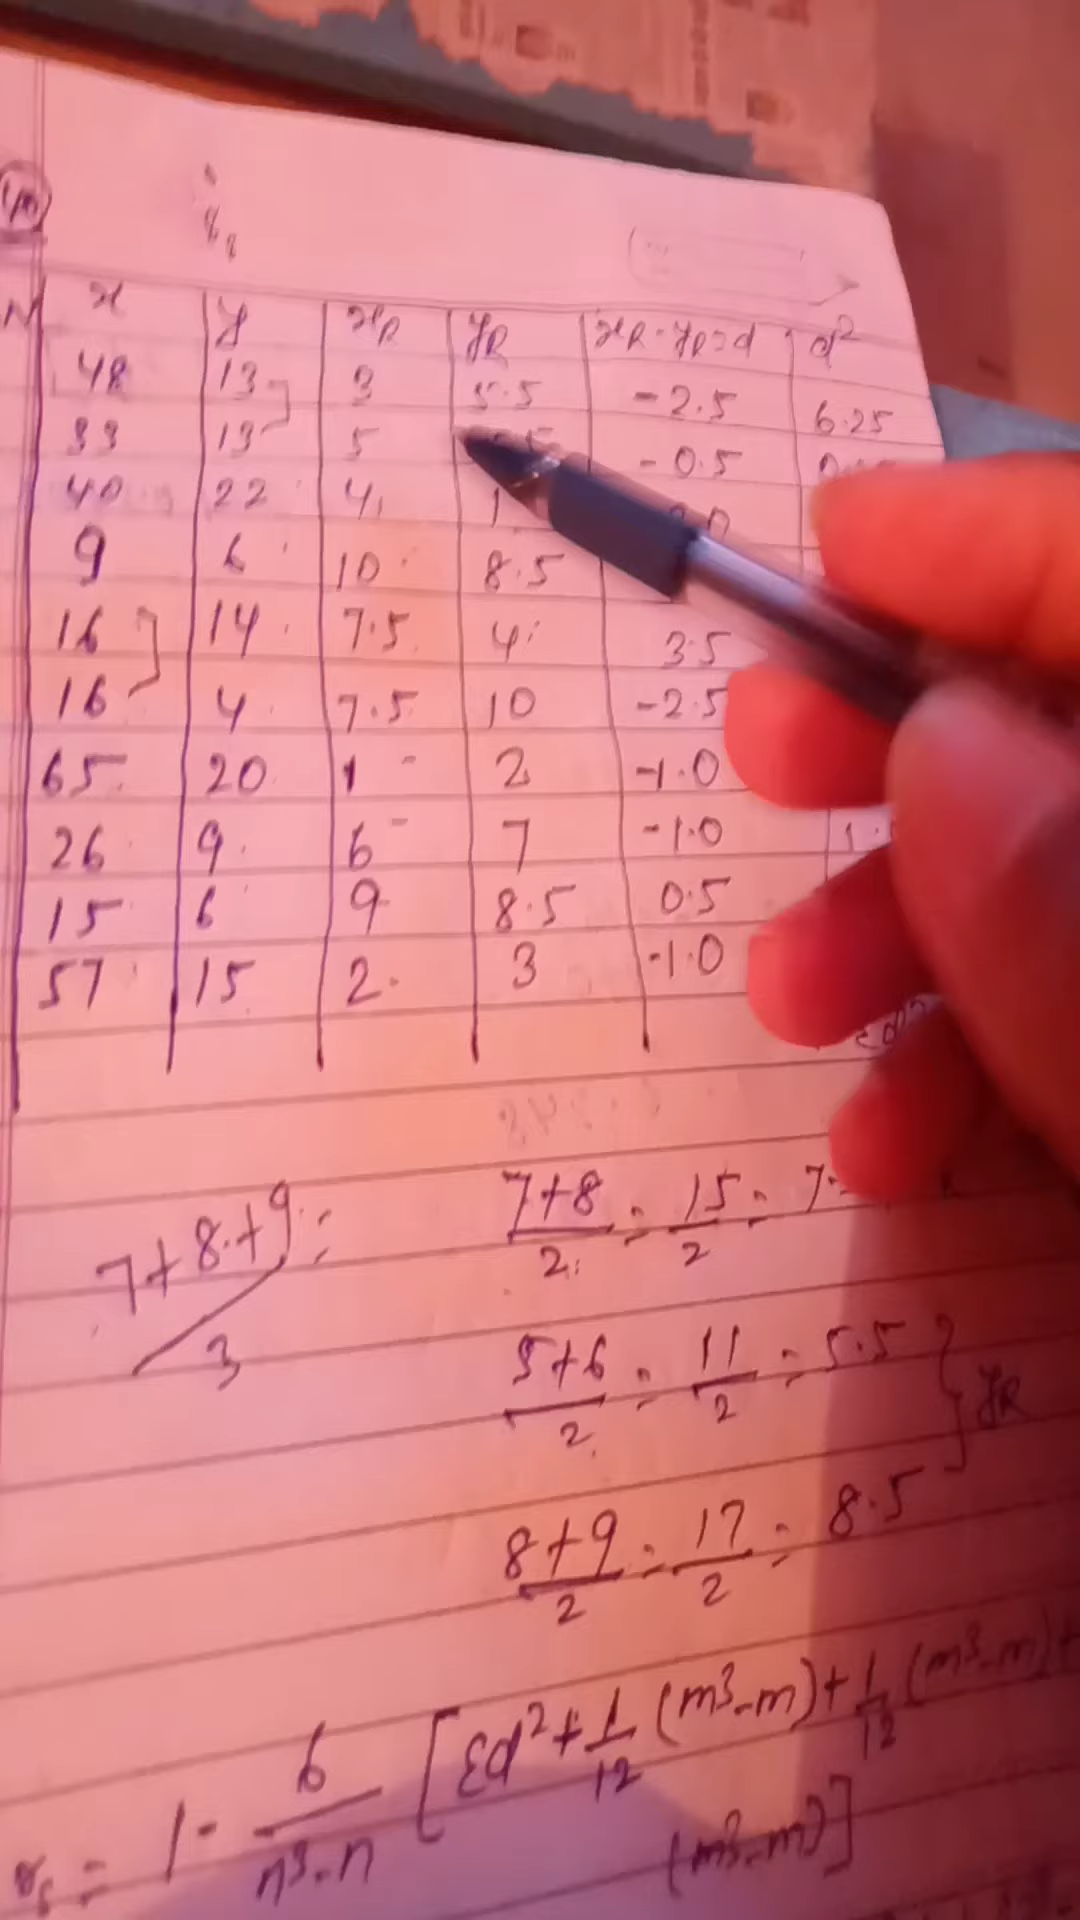 x y xR yR xR-yR=d d²
48 13 3 5.5 -2.5 6.25
33 13 5 -0.5
40 22 4 1
9 6 10 8.5
16 14 7.5 4 3.5
16 4 7.5 10 -2.5
65 20 1 2 -1.0
26 9 6 7 -1.0 1.
15 6 9 8.5 0.5
57 15 2 3 -1.0
Σd²
7+8+9/3 =
7+8/2 = 15/2 = 7.
5+6/2 = 11/2 = 5.5 } yR
8+9/2 = 17/2 = 8.5
= 1 - 6/n³-n [Σd² + 1/12 (m³-m) + 1/12 (m³-m) +
(m³-m)]